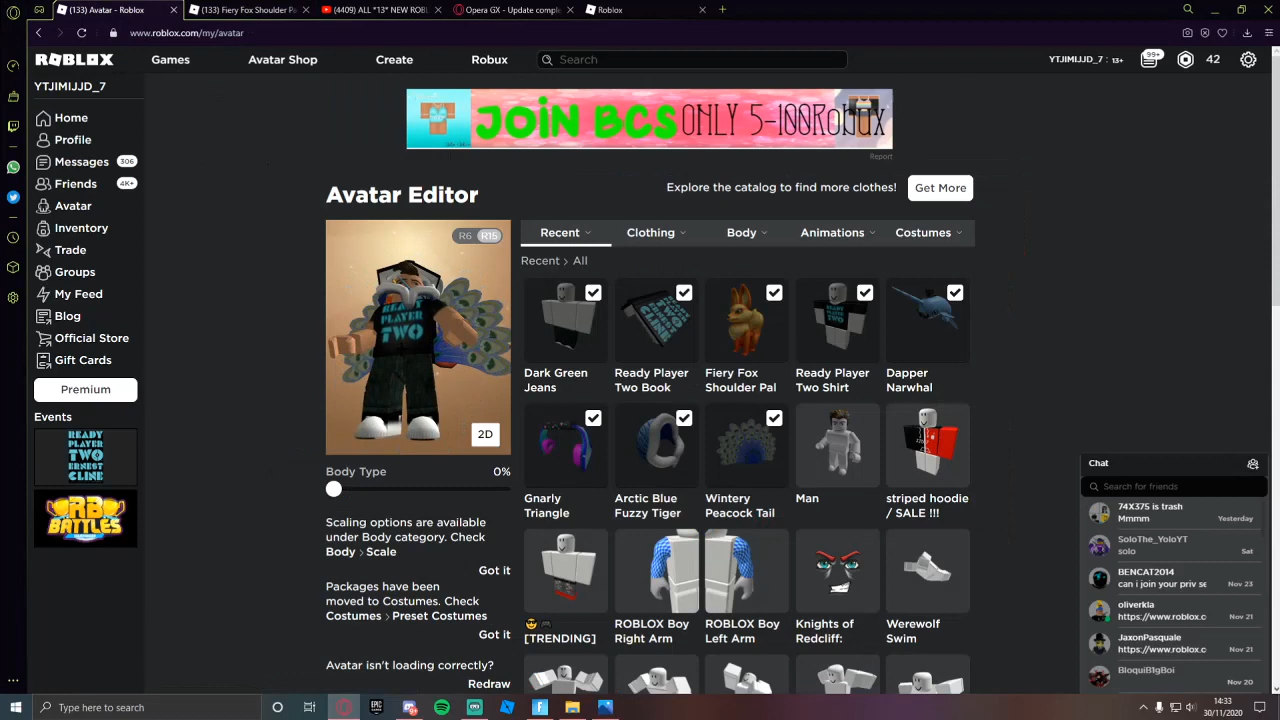 (133) Avatar - Roblox
(133) Fiery Fox Shoulder Pa
(4409) ALL *13* NEW ROBL
Opera GX - Update comple
Roblox
www.roblox.com/my/avatar
ROBLOX
Games
Avatar Shop
Create
Robux
Search
YTJIMIJJD_7 : 13+
99+
42
YTJIMIJJD_7
Home
Profile
Messages 306
Friends 4K+
Avatar
Inventory
Trade
Groups
My Feed
Blog
Official Store
Gift Cards
Premium
Events
READY
PLAYER
TWO
ERNEST
CLINE
RB
BATTLES
JOIN BCS ONLY 5-100Robux
Report
Avatar Editor
Explore the catalog to find more clothes!
Get More
R6 R15
READY
PLAYER
TWO
2D
Body Type 0%
Scaling options are available
under Body category. Check
Body > Scale
Got it
Packages have been
moved to Costumes. Check
Costumes > Preset Costumes
Got it
Avatar isn't loading correctly?
Redraw
Recent
Clothing
Body
Animations
Costumes
Recent > All
Dark Green
Jeans
Ready Player
Two Book
Fiery Fox
Shoulder Pal
Ready Player
Two Shirt
Dapper
Narwhal
Gnarly
Triangle
Arctic Blue
Fuzzy Tiger
Wintery
Peacock Tail
Man
striped hoodie
/ SALE !!!
[TRENDING]
ROBLOX Boy
Right Arm
ROBLOX Boy
Left Arm
Knights of
Redcliff:
Werewolf
Swim
Chat
Search for friends
74X375 is trash
Mmmm
Yesterday
SoloThe_YoloYT
solo
Sat
BENCAT2014
can i join your priv se
Nov 23
oliverkla
https://www.roblox.c
Nov 21
JaxonPasquale
https://www.roblox.c
Nov 21
BloquiB1gBoi
Nov 20
Type here to search
14:33
30/11/2020